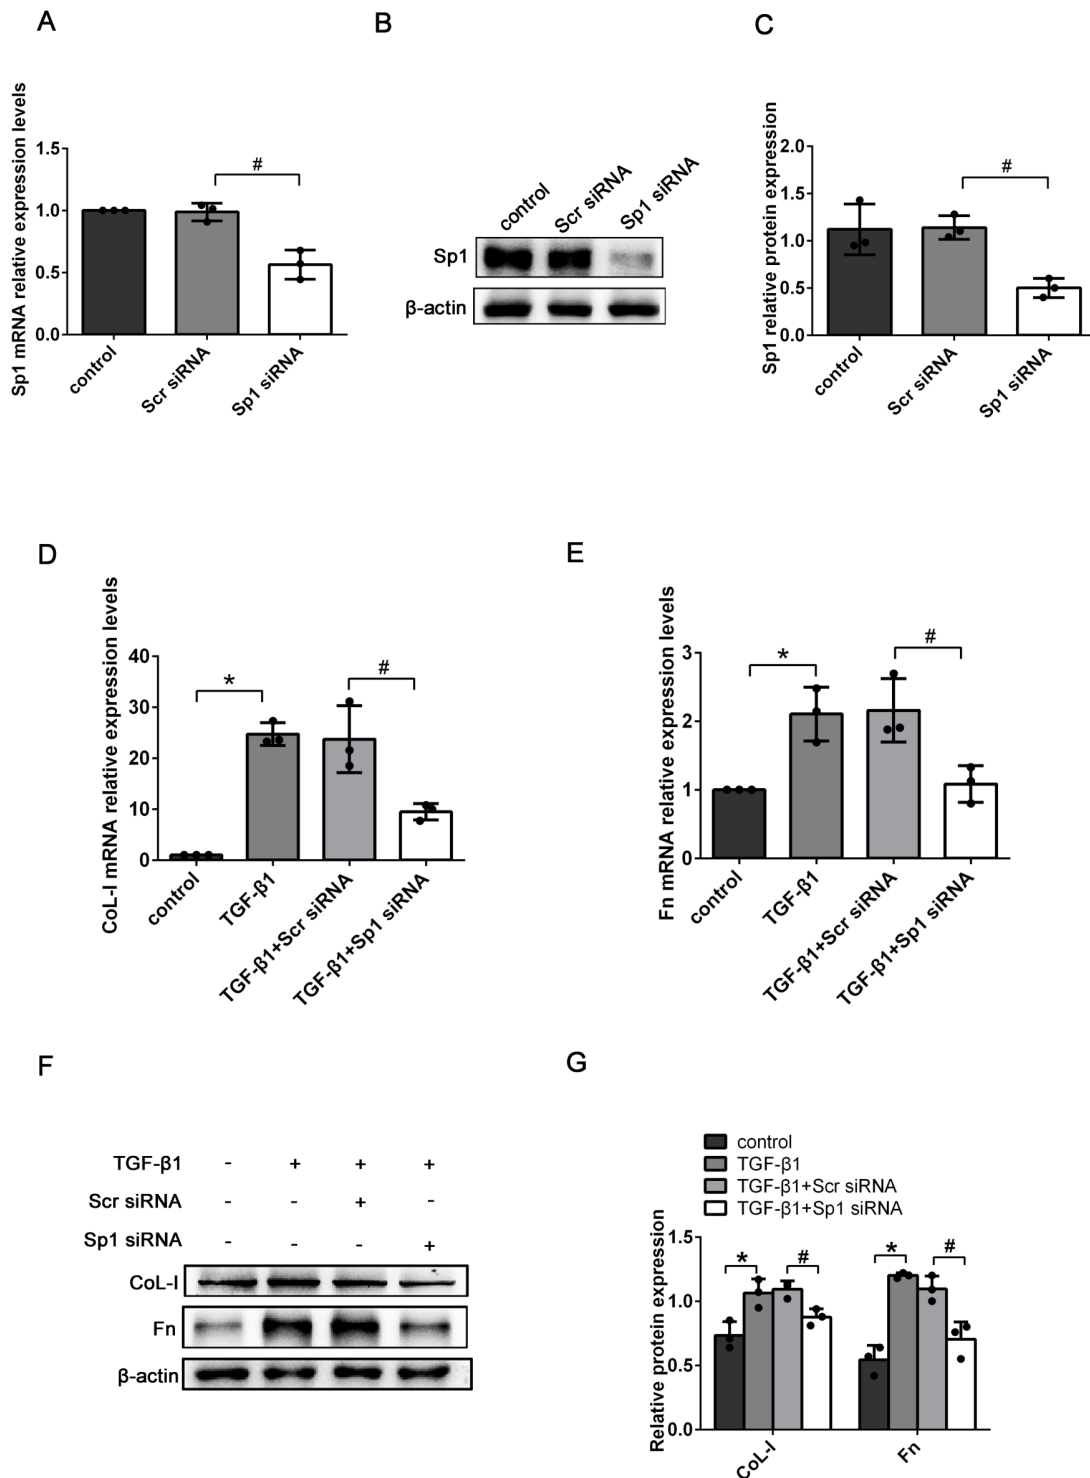 A
B
C
Sp1 mRNA relative expression levels
1.5
1.0
0.5
0.0
#
control
Scr siRNA
Sp1 siRNA
control
Scr siRNA
Sp1 siRNA
Sp1
β-actin
Sp1 relative protein expression
2.0
1.5
1.0
0.5
0.0
#
control
Scr siRNA
Sp1 siRNA
D
E
CoL-I mRNA relative expression levels
40
30
20
10
0
*
#
control
TGF-β1
TGF-β1+Scr siRNA
TGF-β1+Sp1 siRNA
Fn mRNA relative expression levels
3
2
1
0
*
#
control
TGF-β1
TGF-β1+Scr siRNA
TGF-β1+Sp1 siRNA
F
G
TGF-β1 - + + +
Scr siRNA - - + -
Sp1 siRNA - - - +
CoL-I
Fn
β-actin
control
TGF-β1
TGF-β1+Scr siRNA
TGF-β1+Sp1 siRNA
Relative protein expression
1.5
1.0
0.5
0.0
*
#
*
#
CoL-I
Fn